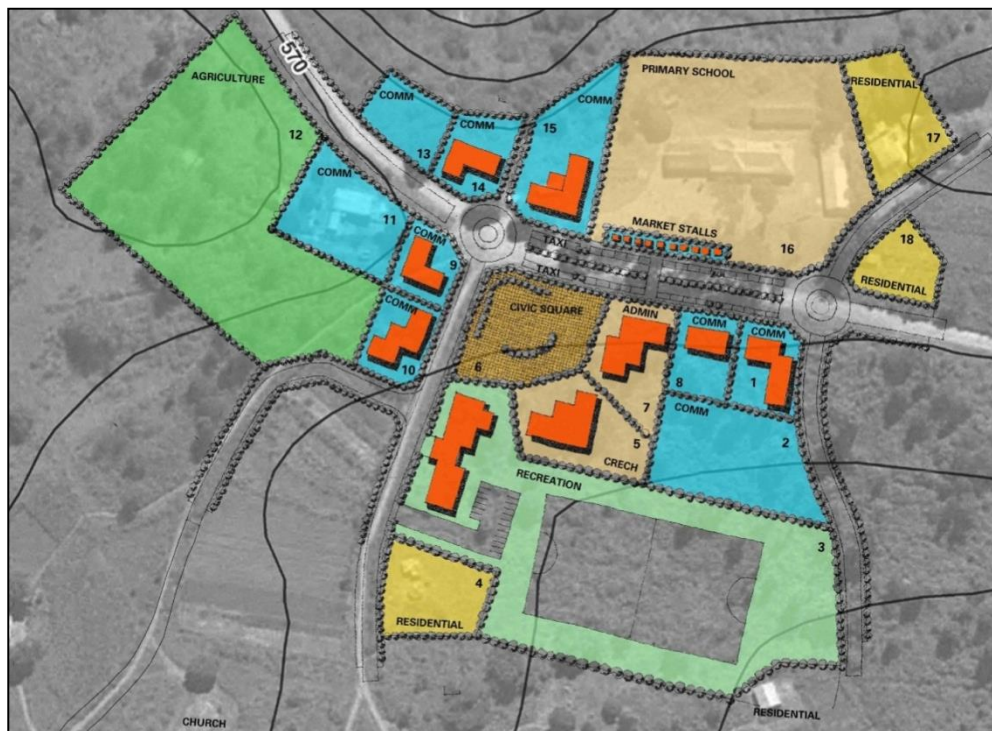 570
AGRICULTURE
12
COMM
13
COMM
14
COMM
15
PRIMARY SCHOOL
16
RESIDENTIAL
17
18
RESIDENTIAL
COMM
11
COMM
9
COMM
10
MARKET STALLS
TAXI
TAXI
CIVIC SQUARE
6
ADMIN
7
COMM
8
COMM
1
COMM
2
5
CRECH
RECREATION
3
4
RESIDENTIAL
CHURCH
RESIDENTIAL